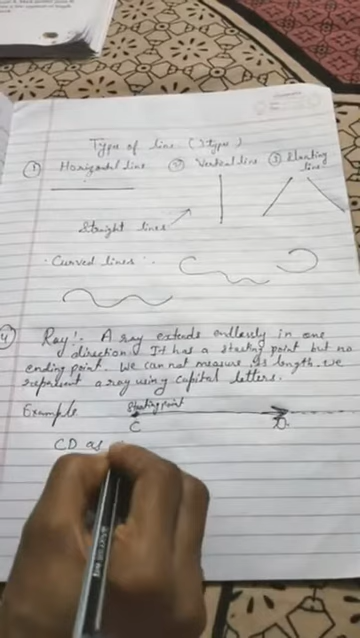 Types of line (3 types)
① Horizontal line ② Vertical line ③ Slanting
line
Straight lines
Curved lines :-
4 Ray:- A ray extends endlessly in one
direction. It has a starting point but no
ending point. We can not measure its length. we
represent a ray using capital letters.
Example Starting point
C D
CD as